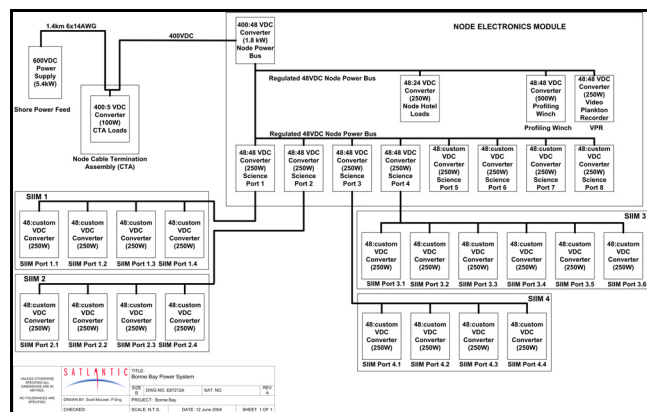 1.4km 6x14AWG
400VDC
600VDC
Power
Supply
(5.4kw)
Shore Power Feed
400:5 VDC
Converter
(100W)
CTA Loads
Node Cable Termination
Assembly (CTA)
NODE ELECTRONICS MODULE
400:48 VDC
Converter
(1.8 kW)
Node Power
Bus
Regulated 48VDC Node Power Bus
48:24 VDC
Converter
(250W)
Node Hotel
Loads
48:48 VDC
Converter
(500W)
Profiling
Winch
Profiling Winch
48:48 VDC
Converter
(250W)
Video
Plankton
Recorder
VPR
Regulated 48VDC Node Power Bus
48:48 VDC
Converter
(250W)
Science
Port 1
48:48 VDC
Converter
(250W)
Science
Port 2
48:48 VDC
Converter
(250W)
Science
Port 3
48:48 VDC
Converter
(250W)
Science
Port 4
48:custom
VDC
Converter
(250W)
Science
Port 5
48:custom
VDC
Converter
(250W)
Science
Port 6
48:custom
VDC
Converter
(250W)
Science
Port 7
48:custom
VDC
Converter
(250W)
Science
Port 8
SIIM 1
48:custom
VDC
Converter
(250W)
SIIM Port 1.1
48:custom
VDC
Converter
(250W)
SIIM Port 1.2
48:custom
VDC
Converter
(250W)
SIIM Port 1.3
48:custom
VDC
Converter
(250W)
SIIM Port 1.4
SIIM 2
48:custom
VDC
Converter
(250W)
SIIM Port 2.1
48:custom
VDC
Converter
(250W)
SIIM Port 2.2
48:custom
VDC
Converter
(250W)
SIIM Port 2.3
48:custom
VDC
Converter
(250W)
SIIM Port 2.4
SIIM 3
48:custom
VDC
Converter
(250W)
SIIM Port 3.1
48:custom
VDC
Converter
(250W)
SIIM Port 3.2
48:custom
VDC
Converter
(250W)
SIIM Port 3.3
48:custom
VDC
Converter
(250W)
SIIM Port 3.4
48:custom
VDC
Converter
(250W)
SIIM Port 3.5
48:custom
VDC
Converter
(250W)
SIIM Port 3.6
SIIM 4
48:custom
VDC
Converter
(250W)
SIIM Port 4.1
48:custom
VDC
Converter
(250W)
SIIM Port 4.2
48:custom
VDC
Converter
(250W)
SIIM Port 4.3
48:custom
VDC
Converter
(250W)
SIIM Port 4.4
UNLESS OTHERWISE
SPECIFIED ALL
DIMENSIONS ARE IN
METRES
NO TOLERANCES ARE
SPECIFIED
SATLANTIC
TITLE:
Bonne Bay Power System
SIZE
B
DWG NO. E87212A
SAT. NO.
REV
A
DRAWN BY: Scott McLean, P.Eng.
PROJECT: Bonne Bay
CHECKED:
SCALE: N.T.S.
DATE: 12 June 2004
SHEET 1 OF 1